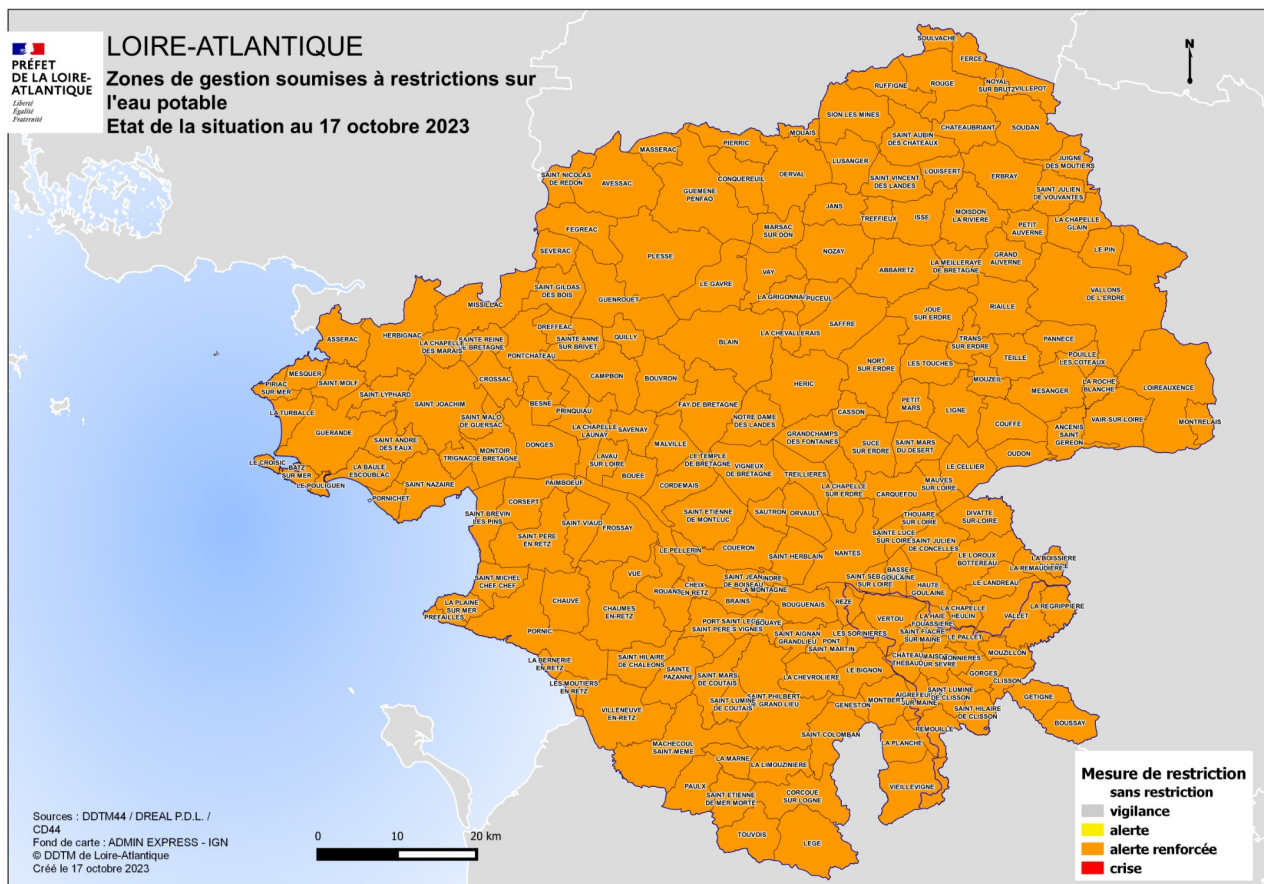 PRÉFET
DE LA LOIRE-
ATLANTIQUE
Liberté
Égalité
Fraternité
LOIRE-ATLANTIQUE
Zones de gestion soumises à restrictions sur
l'eau potable
Etat de la situation au 17 octobre 2023
N
SOULVACHE
FERCE
RUFFIGNE
ROUGE
NOYAL
SUR BRUTZ
VILLEPOT
SION LES MINES
MOUAIS
SAINT AUBIN
DES CHATEAUX
CHATEAUBRIANT
SOUDAN
PIERRIC
MASSERAC
LUSANGER
JUIGNE
DES MOUTIERS
SAINT NICOLAS
DE REDON
AVESSAC
CONQUEREUIL
DERVAL
LOUISFERT
ERBRAY
GUEMENE
PENFAO
SAINT VINCENT
DES LANDES
SAINT JULIEN
DE VOUVANTES
JANS
TREFFIEUX
ISSE
MOISDON
LA RIVIERE
PETIT
AUVERNE
LA CHAPELLE
GLAIN
FEGREAC
MARSAC
SUR DON
SEVERAC
PLESSE
NOZAY
ABBARETZ
LA MEILLERAYE
DE BRETAGNE
GRAND
AUVERNE
LE PIN
VAY
LE GAVRE
SAINT GILDAS
DES BOIS
GUENROUET
LA GRIGONNAIS
PUCEUL
VALLONS
DE L'ERDRE
MISSILLAC
JOUE
SUR ERDRE
RIAILLE
SAFFRE
DREFFEAC
LA CHEVALLERAIS
ASSERAC
HERBIGNAC
LA CHAPELLE
DES MARAIS
SAINTE REINE
DE BRETAGNE
SAINTE ANNE
SUR BRIVET
QUILLY
BLAIN
TRANS
SUR ERDRE
PANNECE
PONTCHATEAU
TEILLE
POUILLE
LES COTEAUX
NORT
SUR ERDRE
LES TOUCHES
MESQUER
CROSSAC
CAMPBON
BOUVRON
HERIC
MOUZEIL
MESANGER
LA ROCHE
BLANCHE
LOIREAUXENCE
PIRIAC
SUR MER
SAINT MOLF
SAINT LYPHARD
SAINT JOACHIM
BESNE
PRINQUIAU
FAY DE BRETAGNE
PETIT
MARS
LA TURBALLE
SAINT MALO
DE GUERSAC
CASSON
LIGNE
NOTRE DAME
DES LANDES
COUFFE
VAIR-SUR-LOIRE
MONTRELAIS
ANCENIS
SAINT
GEREON
GUERANDE
LA CHAPELLE
LAUNAY
SAVENAY
GRANDCHAMPS
DES FONTAINES
SAINT ANDRE
DES EAUX
DONGES
MALVILLE
SUCE
SUR ERDRE
SAINT MARS
DU DESERT
TRIGNAC
MONTOIR
DE BRETAGNE
LAVAU
SUR LOIRE
LE TEMPLE
DE BRETAGNE
OUDON
LE CROISIC
BATZ
SUR MER
LE POULIGUEN
LA BAULE
ESCOUBLAC
BOUEE
VIGNEUX
DE BRETAGNE
TREILLIERES
LE CELLIER
PORNICHET
SAINT NAZAIRE
PAIMBOEUF
CORDEMAIS
LA CHAPELLE
SUR ERDRE
CARQUEFOU
MAUVES
SUR LOIRE
CORSEPT
SAINT BREVIN
LES PINS
SAINT VIAUD
FROSSAY
SAINT ETIENNE
DE MONTLUC
SAUTRON
ORVAULT
THOUARE
SUR LOIRE
DIVATTE
SUR-LOIRE
SAINT PERE
EN RETZ
SAINTE LUCE
SUR LOIRE
SAINT JULIEN
DE CONCELLES
LE PELLERIN
COUERON
SAINT HERBLAIN
NANTES
LE LOROUX
BOTTEREAU
LA BOISSIERE
LA REMAUDIERE
SAINT MICHEL
CHEF CHEF
VUE
ROUANS
CHEIX
EN RETZ
SAINT JEAN
DE BOISEAU
INDRE
LA MONTAGNE
SAINT SEB
SUR LOIRE
BASSE
GOULAINE
HAUTE
GOULAINE
LE LANDREAU
LA PLAINE
SUR MER
PREFAILLES
CHAUVE
CHAUMES
EN-RETZ
BRAINS
BOUGUENAIS
REZE
VERTOU
LA HAIE
FOUASSIERE
LA CHAPELLE
HEULIN
VALLET
LA REGRIPPIERE
PORNIC
PORT SAINT PERE
BOUAYE
SAINT AIGNAN
GRANDLIEU
PONT
SAINT MARTIN
LES SORINIERES
SAINT FIACRE
SUR MAINE
LE PALLET
LA BERNERIE
EN RETZ
SAINT HILAIRE
DE CHALEONS
SAINTE
PAZANNE
SAINT MARS
DE COUTAIS
LA CHEVROLIERE
LE BIGNON
CHÂTEAU
THEBAUD
MONNIERES
MOUZILLON
GORGES
CLISSON
LES MOUTIERS
EN RETZ
VILLENEUVE
EN-RETZ
SAINT LUMINE
DE COUTAIS
SAINT PHILBERT
DE GRAND LIEU
GENESTON
MONTBERT
AIGREFEUILLE
SUR MAINE
SAINT LUMINE
DE CLISSON
SAINT HILAIRE
DE CLISSON
GETIGNE
BOUSSAY
REMOUILLE
SAINT COLOMBAN
LA PLANCHE
MACHECOUL
SAINT-MEME
LA MARNE
LA LIMOUZINIERE
PAULX
SAINT ETIENNE
DE MER MORTE
CORCOUE
SUR LOGNE
VIEILLEVIGNE
TOUVOIS
LEGE
Mesure de restriction
sans restriction
vigilance
alerte
alerte renforcée
crise
Sources : DDTM44 / DREAL P.D.L. /
CD44
Fond de carte : ADMIN EXPRESS - IGN
© DDTM de Loire-Atlantique
Créé le 17 octobre 2023
0 10 20 km